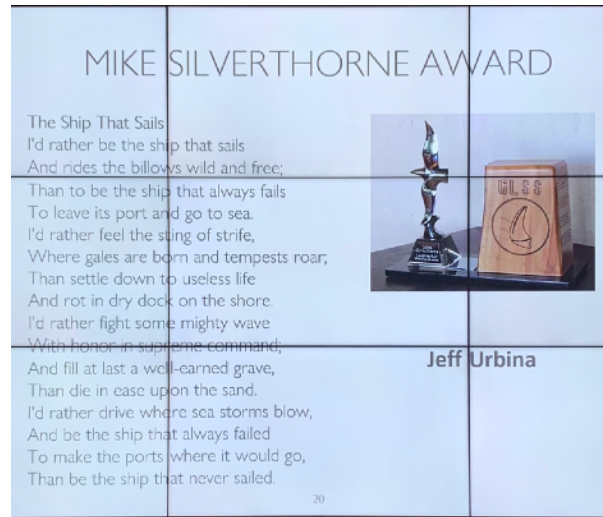 MIKE SILVERTHORNE AWARD
The Ship That Sails
I'd rather be the ship that sails
And rides the billows wild and free;
Than to be the ship that always fails
To leave its port and go to sea.
I'd rather feel the sting of strife,
Where gales are born and tempests roar;
Than settle down to useless life
And rot in dry dock on the shore.
I'd rather fight some mighty wave
With honor in supreme command;
And fill at last a well-earned grave,
Than die in ease upon the sand.
I'd rather drive where sea storms blow,
And be the ship that always failed
To make the ports where it would go,
Than be the ship that never sailed.
GLSS
Jeff Urbina
20